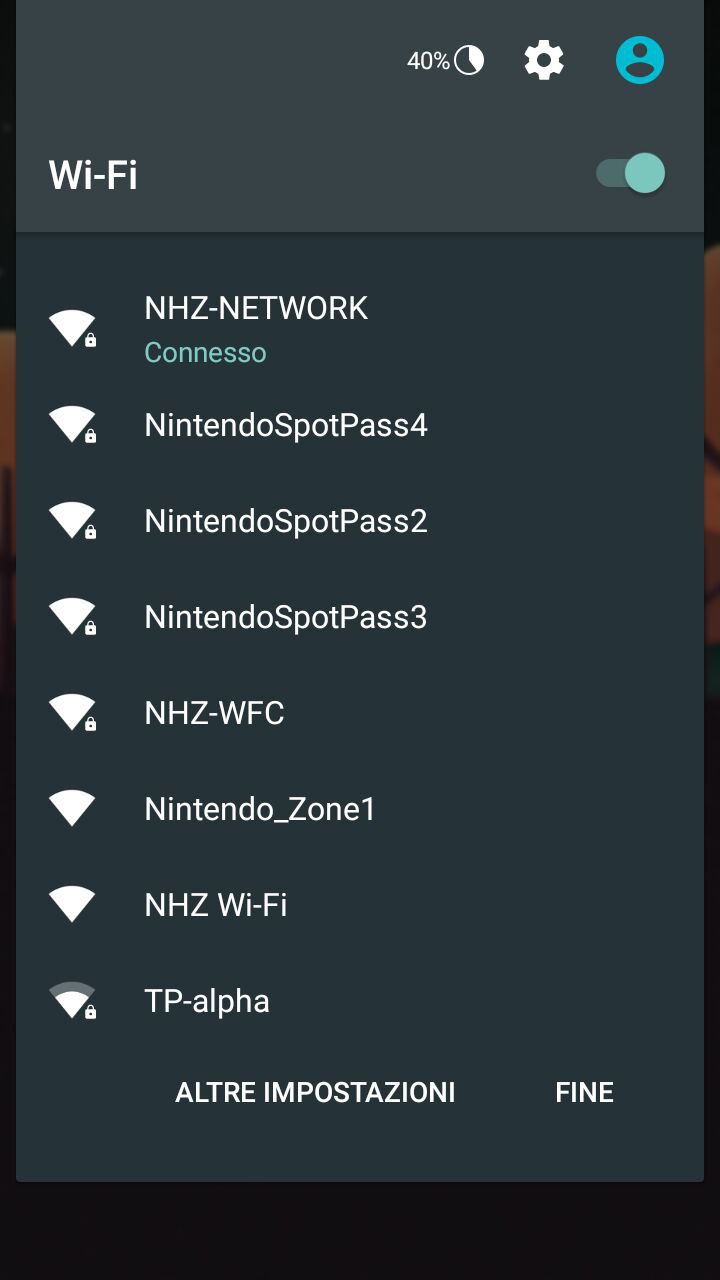 40%
Wi-Fi
NHZ-NETWORK
Connesso
NintendoSpotPass4
NintendoSpotPass2
NintendoSpotPass3
NHZ-WFC
Nintendo_Zone1
NHZ Wi-Fi
TP-alpha
ALTRE IMPOSTAZIONI FINE